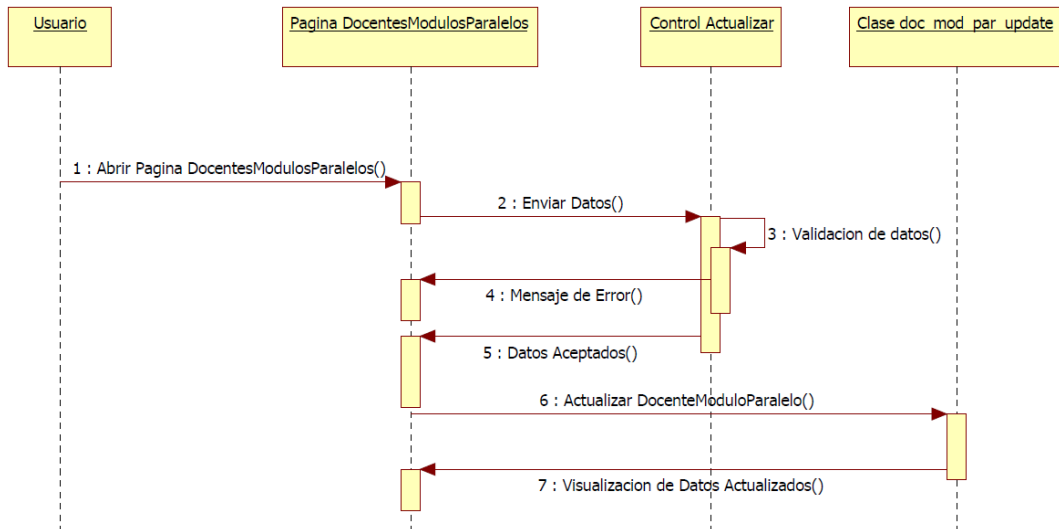 Usuario
Pagina DocentesModulosParalelos
Control Actualizar
Clase doc_mod_par_update
1 : Abrir Pagina DocentesModulosParalelos()
2 : Enviar Datos()
3 : Validacion de datos()
4 : Mensaje de Error()
5 : Datos Aceptados()
6 : Actualizar DocenteModuloParalelo()
7 : Visualizacion de Datos Actualizados()